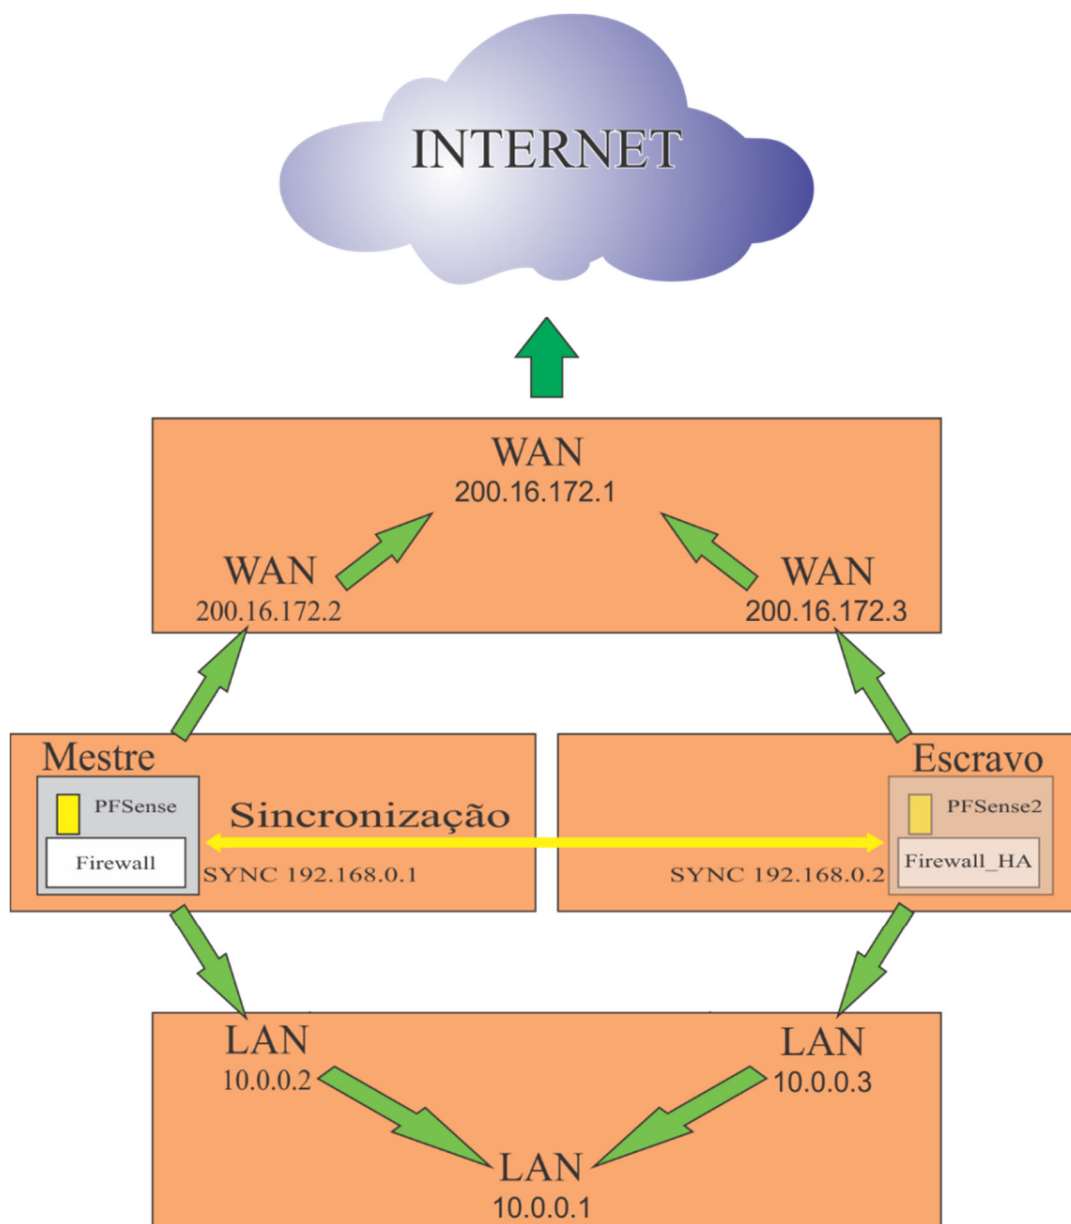 INTERNET
WAN
200.16.172.1
WAN
200.16.172.2
WAN
200.16.172.3
Mestre
PFSense
Firewall
Sincronização
SYNC 192.168.0.1
SYNC 192.168.0.2
Escravo
PFSense2
Firewall_HA
LAN
10.0.0.2
LAN
10.0.0.3
LAN
10.0.0.1